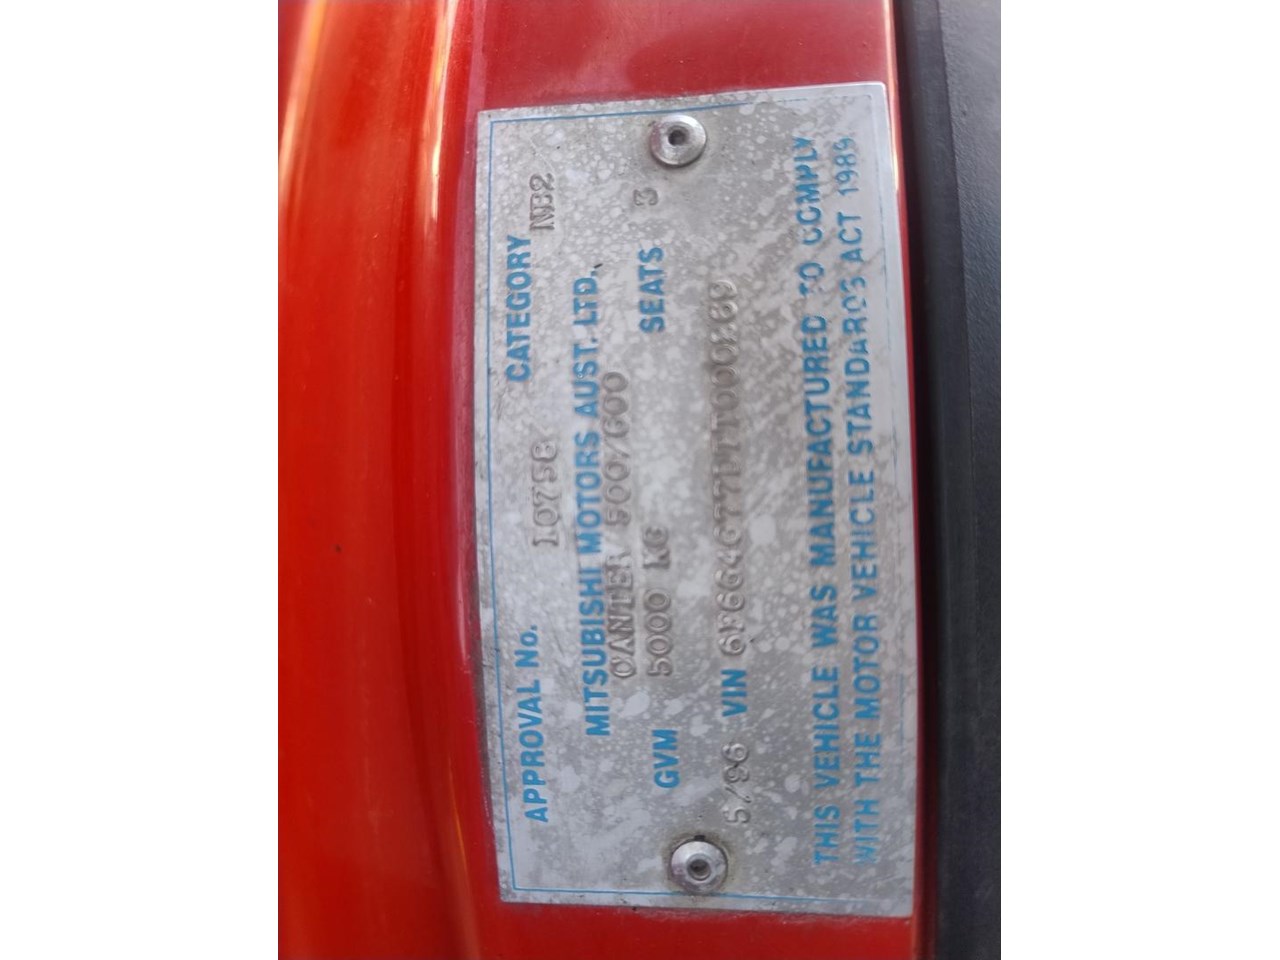 APPROVAL No. 10756 CATEGORY NB2
MITSUBISHI MOTORS AUST. LTD.
CANTER 500/600
GVM 5000 KG SEATS 3
5/96 VIN
THIS VEHICLE WAS MANUFACTURED TO COMPLY
WITH THE MOTOR VEHICLE STANDARDS ACT 1989